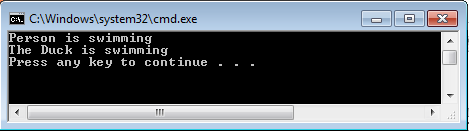 C:\Windows\system32\cmd.exe
Person is swimming
The Duck is swimming
Press any key to continue . . .